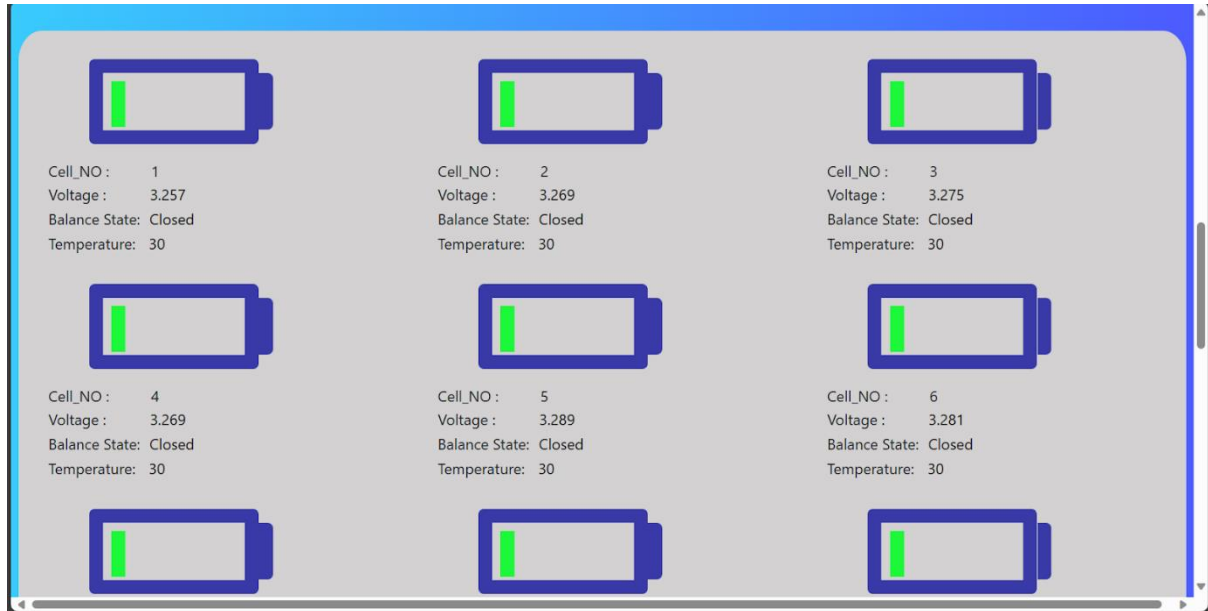 Cell_NO : 1
Voltage : 3.257
Balance State: Closed
Temperature: 30
Cell_NO : 2
Voltage : 3.269
Balance State: Closed
Temperature: 30
Cell_NO : 3
Voltage : 3.275
Balance State: Closed
Temperature: 30
Cell_NO : 4
Voltage : 3.269
Balance State: Closed
Temperature: 30
Cell_NO : 5
Voltage : 3.289
Balance State: Closed
Temperature: 30
Cell_NO : 6
Voltage : 3.281
Balance State: Closed
Temperature: 30